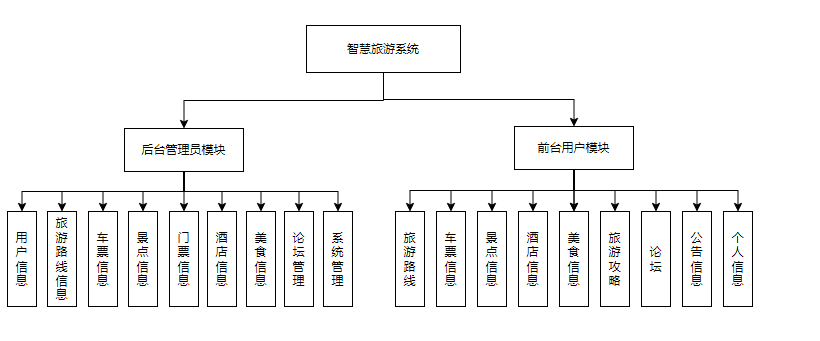 智慧旅游系统
后台管理员模块
前台用户模块
用户信息
旅游路线信息
车票信息
景点信息
门票信息
酒店信息
美食信息
论坛管理
系统管理
旅游路线
车票信息
景点信息
酒店信息
美食信息
旅游攻略
论坛
公告信息
个人信息